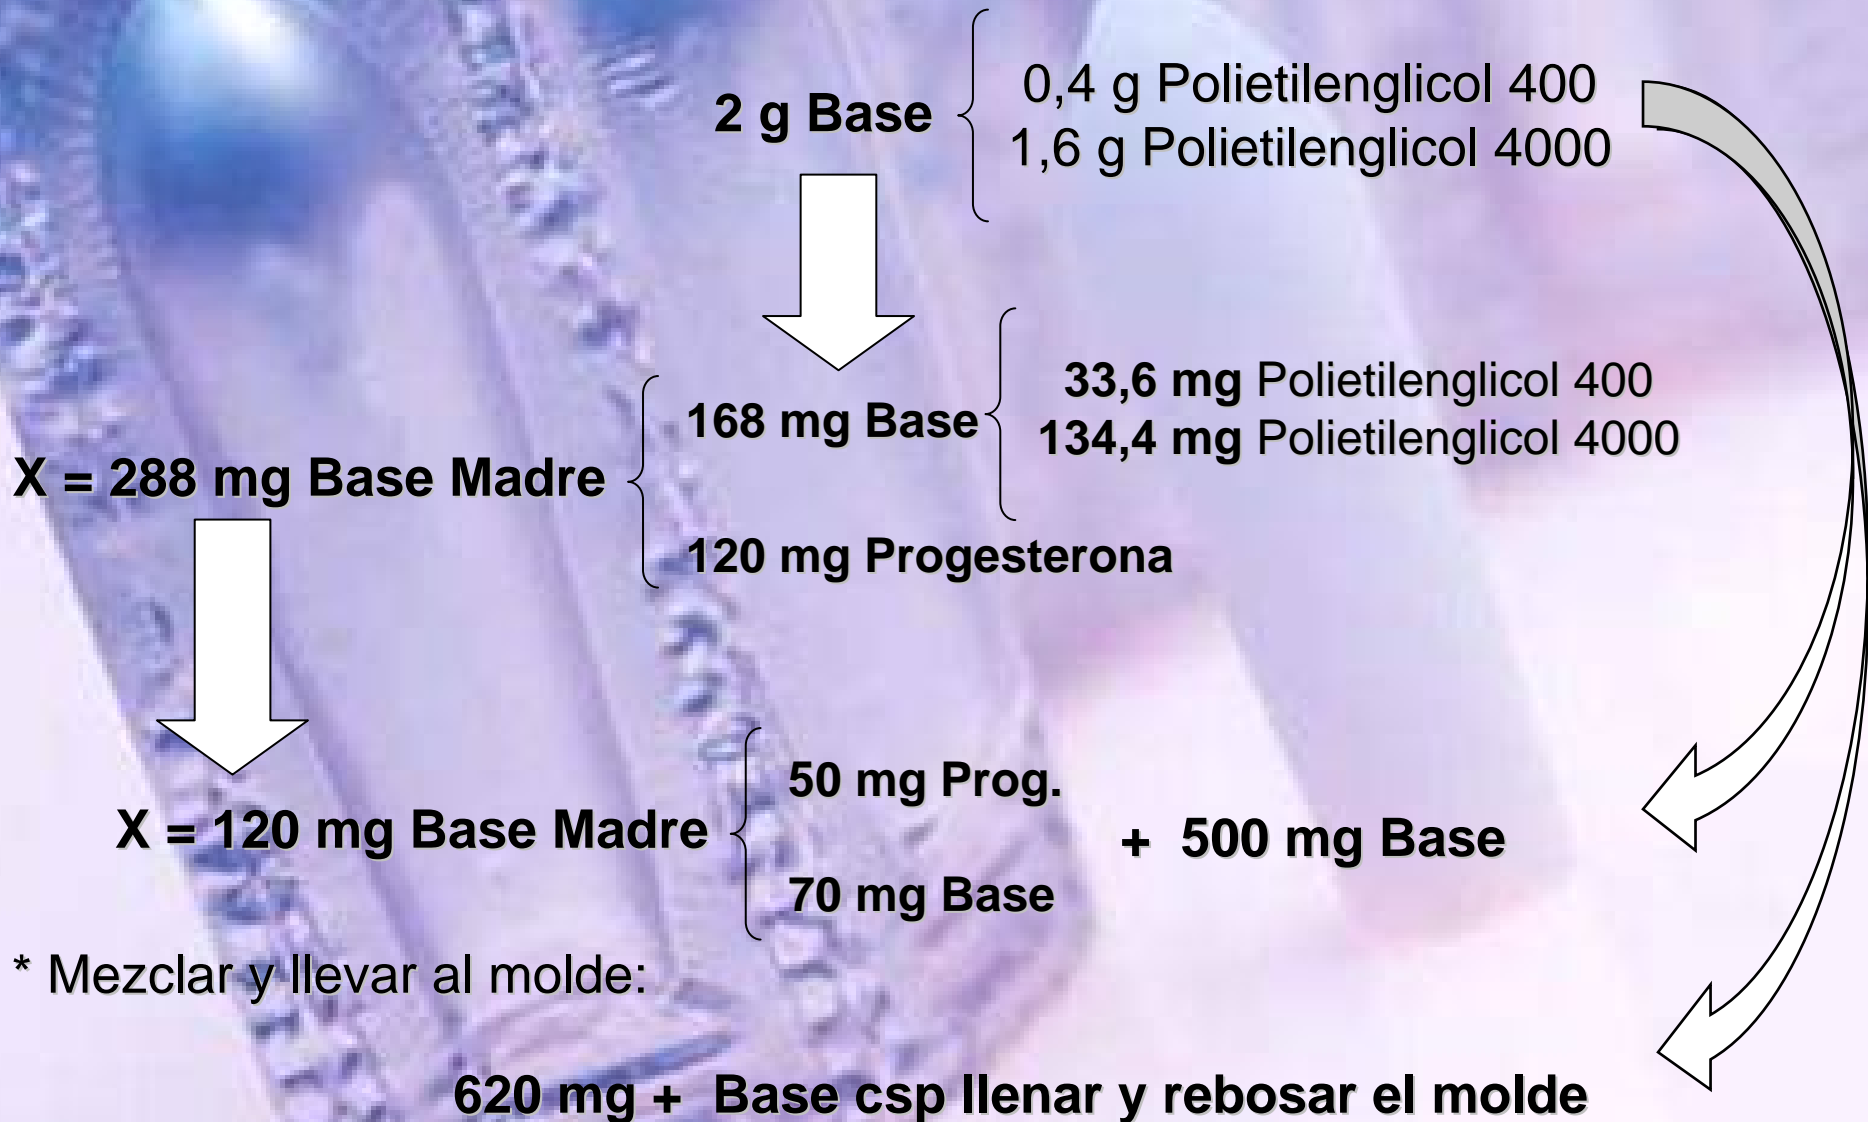 2 g Base
0,4 g Polietilenglicol 400
1,6 g Polietilenglicol 4000
X = 288 mg Base Madre
168 mg Base
33,6 mg Polietilenglicol 400
134,4 mg Polietilenglicol 4000
120 mg Progesterona
X = 120 mg Base Madre
50 mg Prog.
70 mg Base
+ 500 mg Base
* Mezclar y llevar al molde:
620 mg + Base csp llenar y rebosar el molde